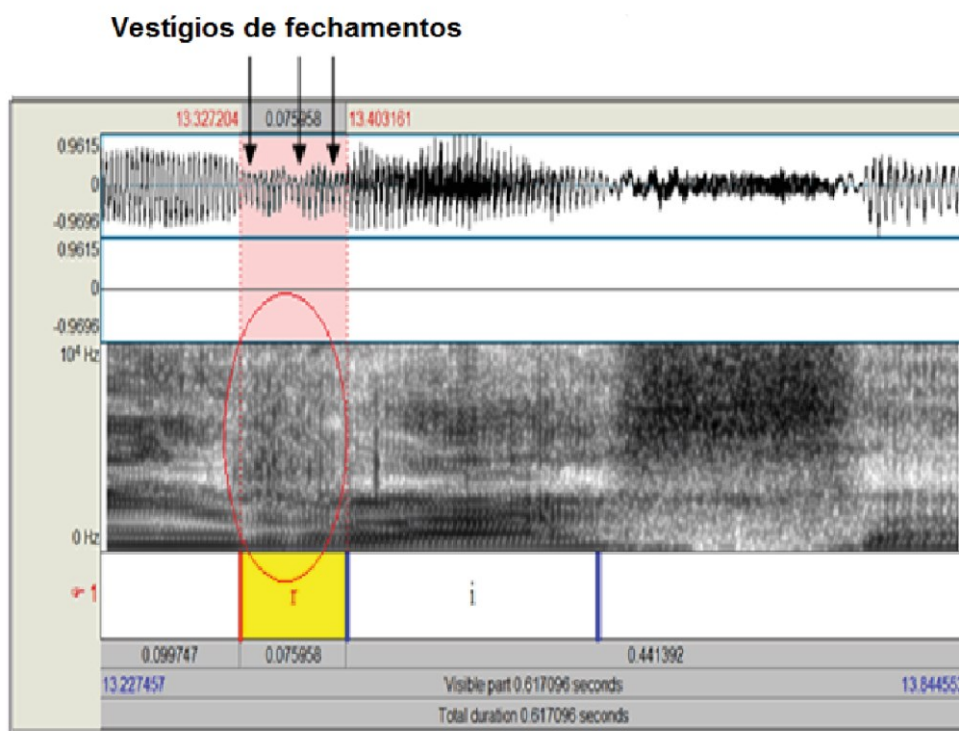 Vestígios de fechamentos
13.327204 0.075958 13.403161
0.9615
0
-0.9696
0.9615
0
-0.9696
10⁴ Hz
0 Hz
☞ 1 r i
0.099747 0.075958 0.441392
13.227457 Visible part 0.617096 seconds 13.84455
Total duration 0.617096 seconds